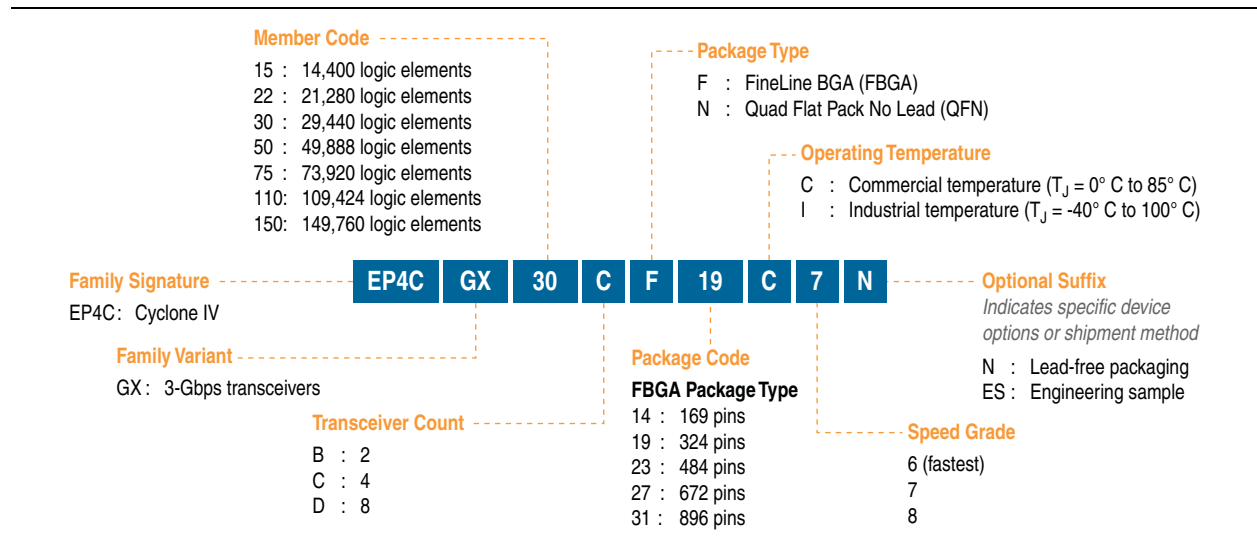 Member Code
15 : 14,400 logic elements
22 : 21,280 logic elements
30 : 29,440 logic elements
50 : 49,888 logic elements
75 : 73,920 logic elements
110: 109,424 logic elements
150: 149,760 logic elements
Package Type
F : FineLine BGA (FBGA)
N : Quad Flat Pack No Lead (QFN)
Operating Temperature
C : Commercial temperature (TJ = 0° C to 85° C)
I : Industrial temperature (TJ = -40° C to 100° C)
Family Signature
EP4C : Cyclone IV
EP4C GX 30 C F 19 C 7 N
Optional Suffix
Indicates specific device
options or shipment method
N : Lead-free packaging
ES : Engineering sample
Family Variant
GX : 3-Gbps transceivers
Transceiver Count
B : 2
C : 4
D : 8
Package Code
FBGA Package Type
14 : 169 pins
19 : 324 pins
23 : 484 pins
27 : 672 pins
31 : 896 pins
Speed Grade
6 (fastest)
7
8